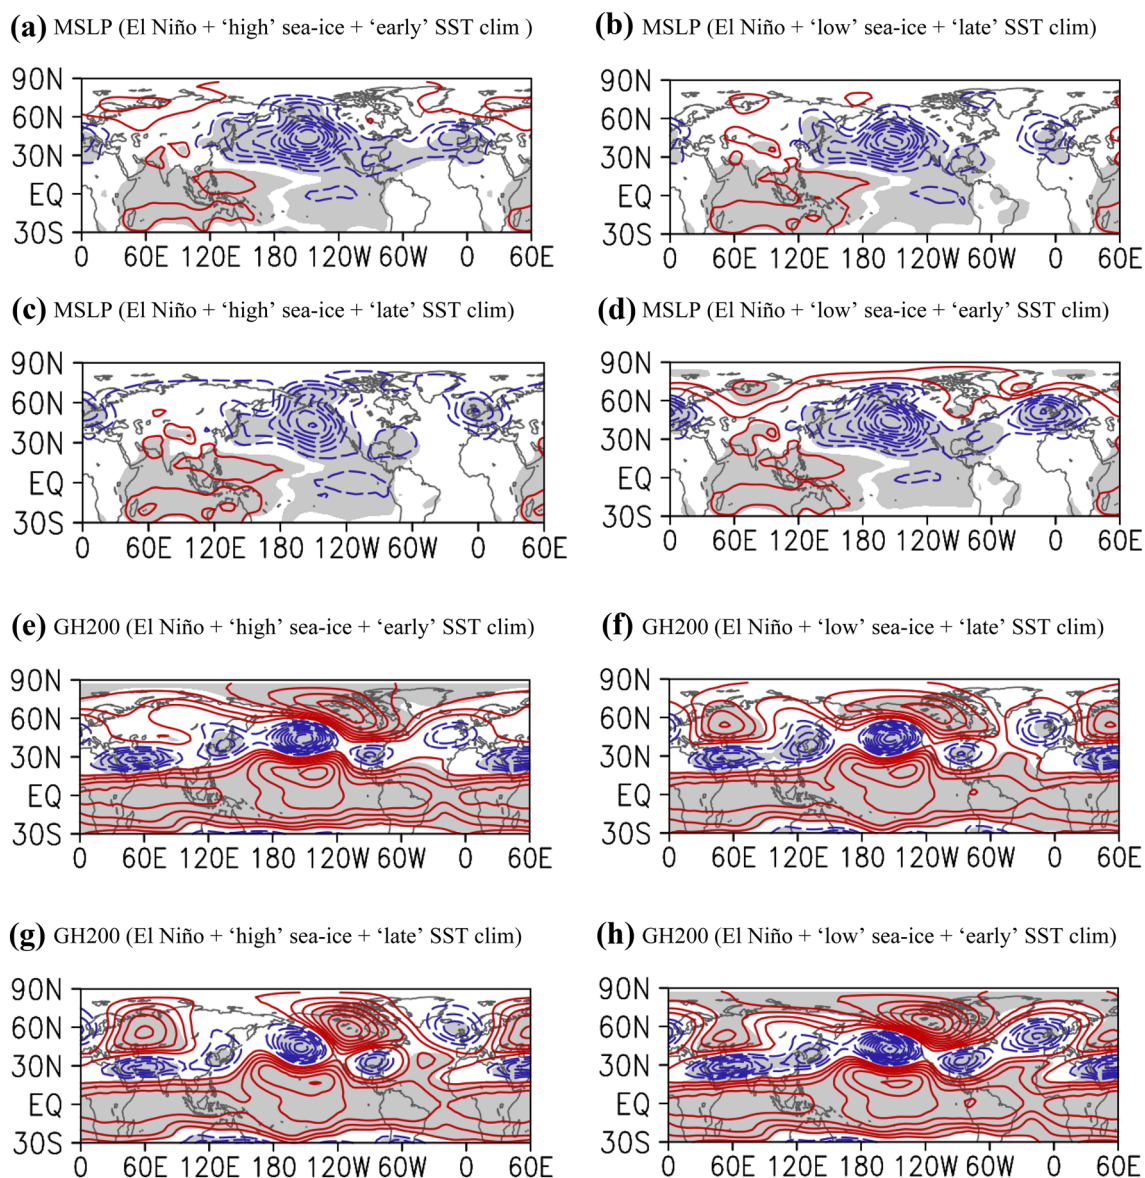 (a) MSLP (El Niño + ‘high’ sea-ice + ‘early’ SST clim )
90N
60N
30N
EQ
30S
0 60E 120E 180 120W 60W 0 60E
(b) MSLP (El Niño + ‘low’ sea-ice + ‘late’ SST clim)
90N
60N
30N
EQ
30S
0 60E 120E 180 120W 60W 0 60E
(c) MSLP (El Niño + ‘high’ sea-ice + ‘late’ SST clim)
90N
60N
30N
EQ
30S
0 60E 120E 180 120W 60W 0 60E
(d) MSLP (El Niño + ‘low’ sea-ice + ‘early’ SST clim)
90N
60N
30N
EQ
30S
0 60E 120E 180 120W 60W 0 60E
(e) GH200 (El Niño + ‘high’ sea-ice + ‘early’ SST clim)
90N
60N
30N
EQ
30S
0 60E 120E 180 120W 60W 0 60E
(f) GH200 (El Niño + ‘low’ sea-ice + ‘late’ SST clim)
90N
60N
30N
EQ
30S
0 60E 120E 180 120W 60W 0 60E
(g) GH200 (El Niño + ‘high’ sea-ice + ‘late’ SST clim)
90N
60N
30N
EQ
30S
0 60E 120E 180 120W 60W 0 60E
(h) GH200 (El Niño + ‘low’ sea-ice + ‘early’ SST clim)
90N
60N
30N
EQ
30S
0 60E 120E 180 120W 60W 0 60E